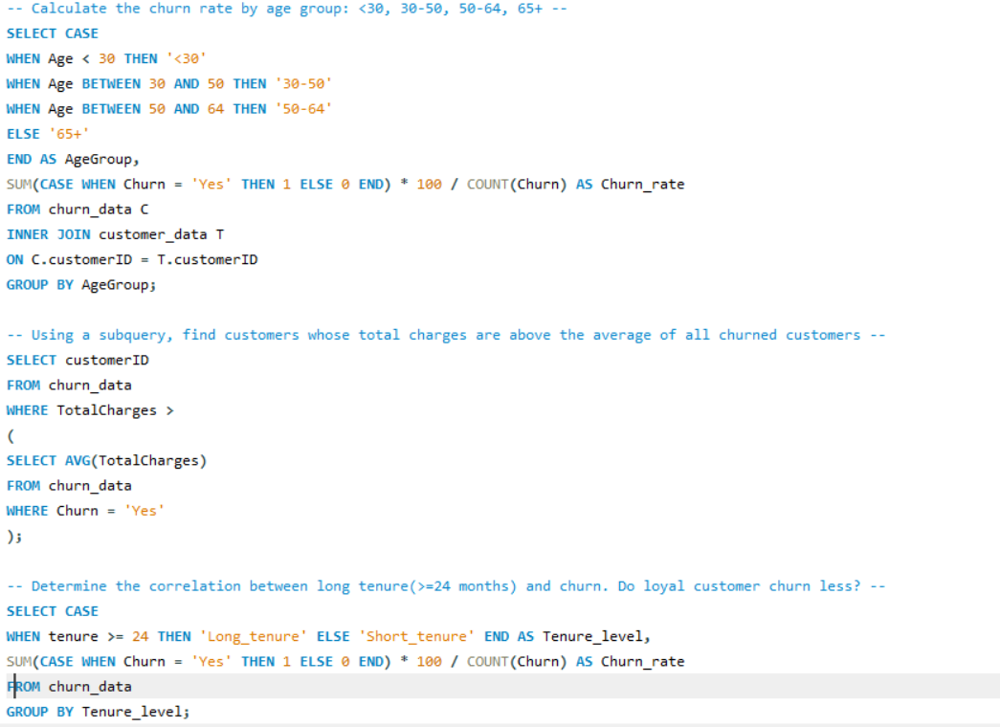 -- Calculate the churn rate by age group: <30, 30-50, 50-64, 65+ --
SELECT CASE
WHEN Age < 30 THEN '<30'
WHEN Age BETWEEN 30 AND 50 THEN '30-50'
WHEN Age BETWEEN 50 AND 64 THEN '50-64'
ELSE '65+'
END AS AgeGroup,
SUM(CASE WHEN Churn = 'Yes' THEN 1 ELSE 0 END) * 100 / COUNT(Churn) AS Churn_rate
FROM churn_data C
INNER JOIN customer_data T
ON C.customerID = T.customerID
GROUP BY AgeGroup;

-- Using a subquery, find customers whose total charges are above the average of all churned customers --
SELECT customerID
FROM churn_data
WHERE TotalCharges >
(
SELECT AVG(TotalCharges)
FROM churn_data
WHERE Churn = 'Yes'
);

-- Determine the correlation between long tenure(>=24 months) and churn. Do loyal customer churn less? --
SELECT CASE
WHEN tenure >= 24 THEN 'Long_tenure' ELSE 'Short_tenure' END AS Tenure_level,
SUM(CASE WHEN Churn = 'Yes' THEN 1 ELSE 0 END) * 100 / COUNT(Churn) AS Churn_rate
FROM churn_data
GROUP BY Tenure_level;